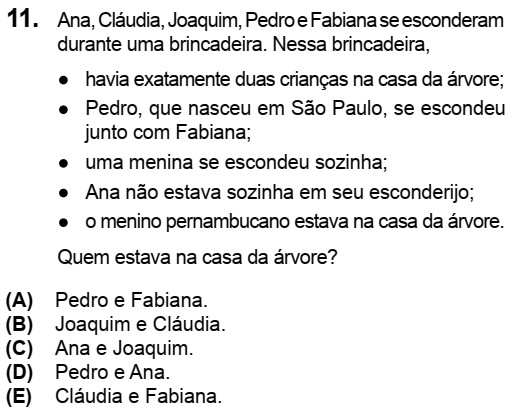 11. Ana, Cláudia, Joaquim, Pedro e Fabiana se esconderam
durante uma brincadeira. Nessa brincadeira,
● havia exatamente duas crianças na casa da árvore;
● Pedro, que nasceu em São Paulo, se escondeu
junto com Fabiana;
● uma menina se escondeu sozinha;
● Ana não estava sozinha em seu esconderijo;
● o menino pernambucano estava na casa da árvore.
Quem estava na casa da árvore?
(A) Pedro e Fabiana.
(B) Joaquim e Cláudia.
(C) Ana e Joaquim.
(D) Pedro e Ana.
(E) Cláudia e Fabiana.